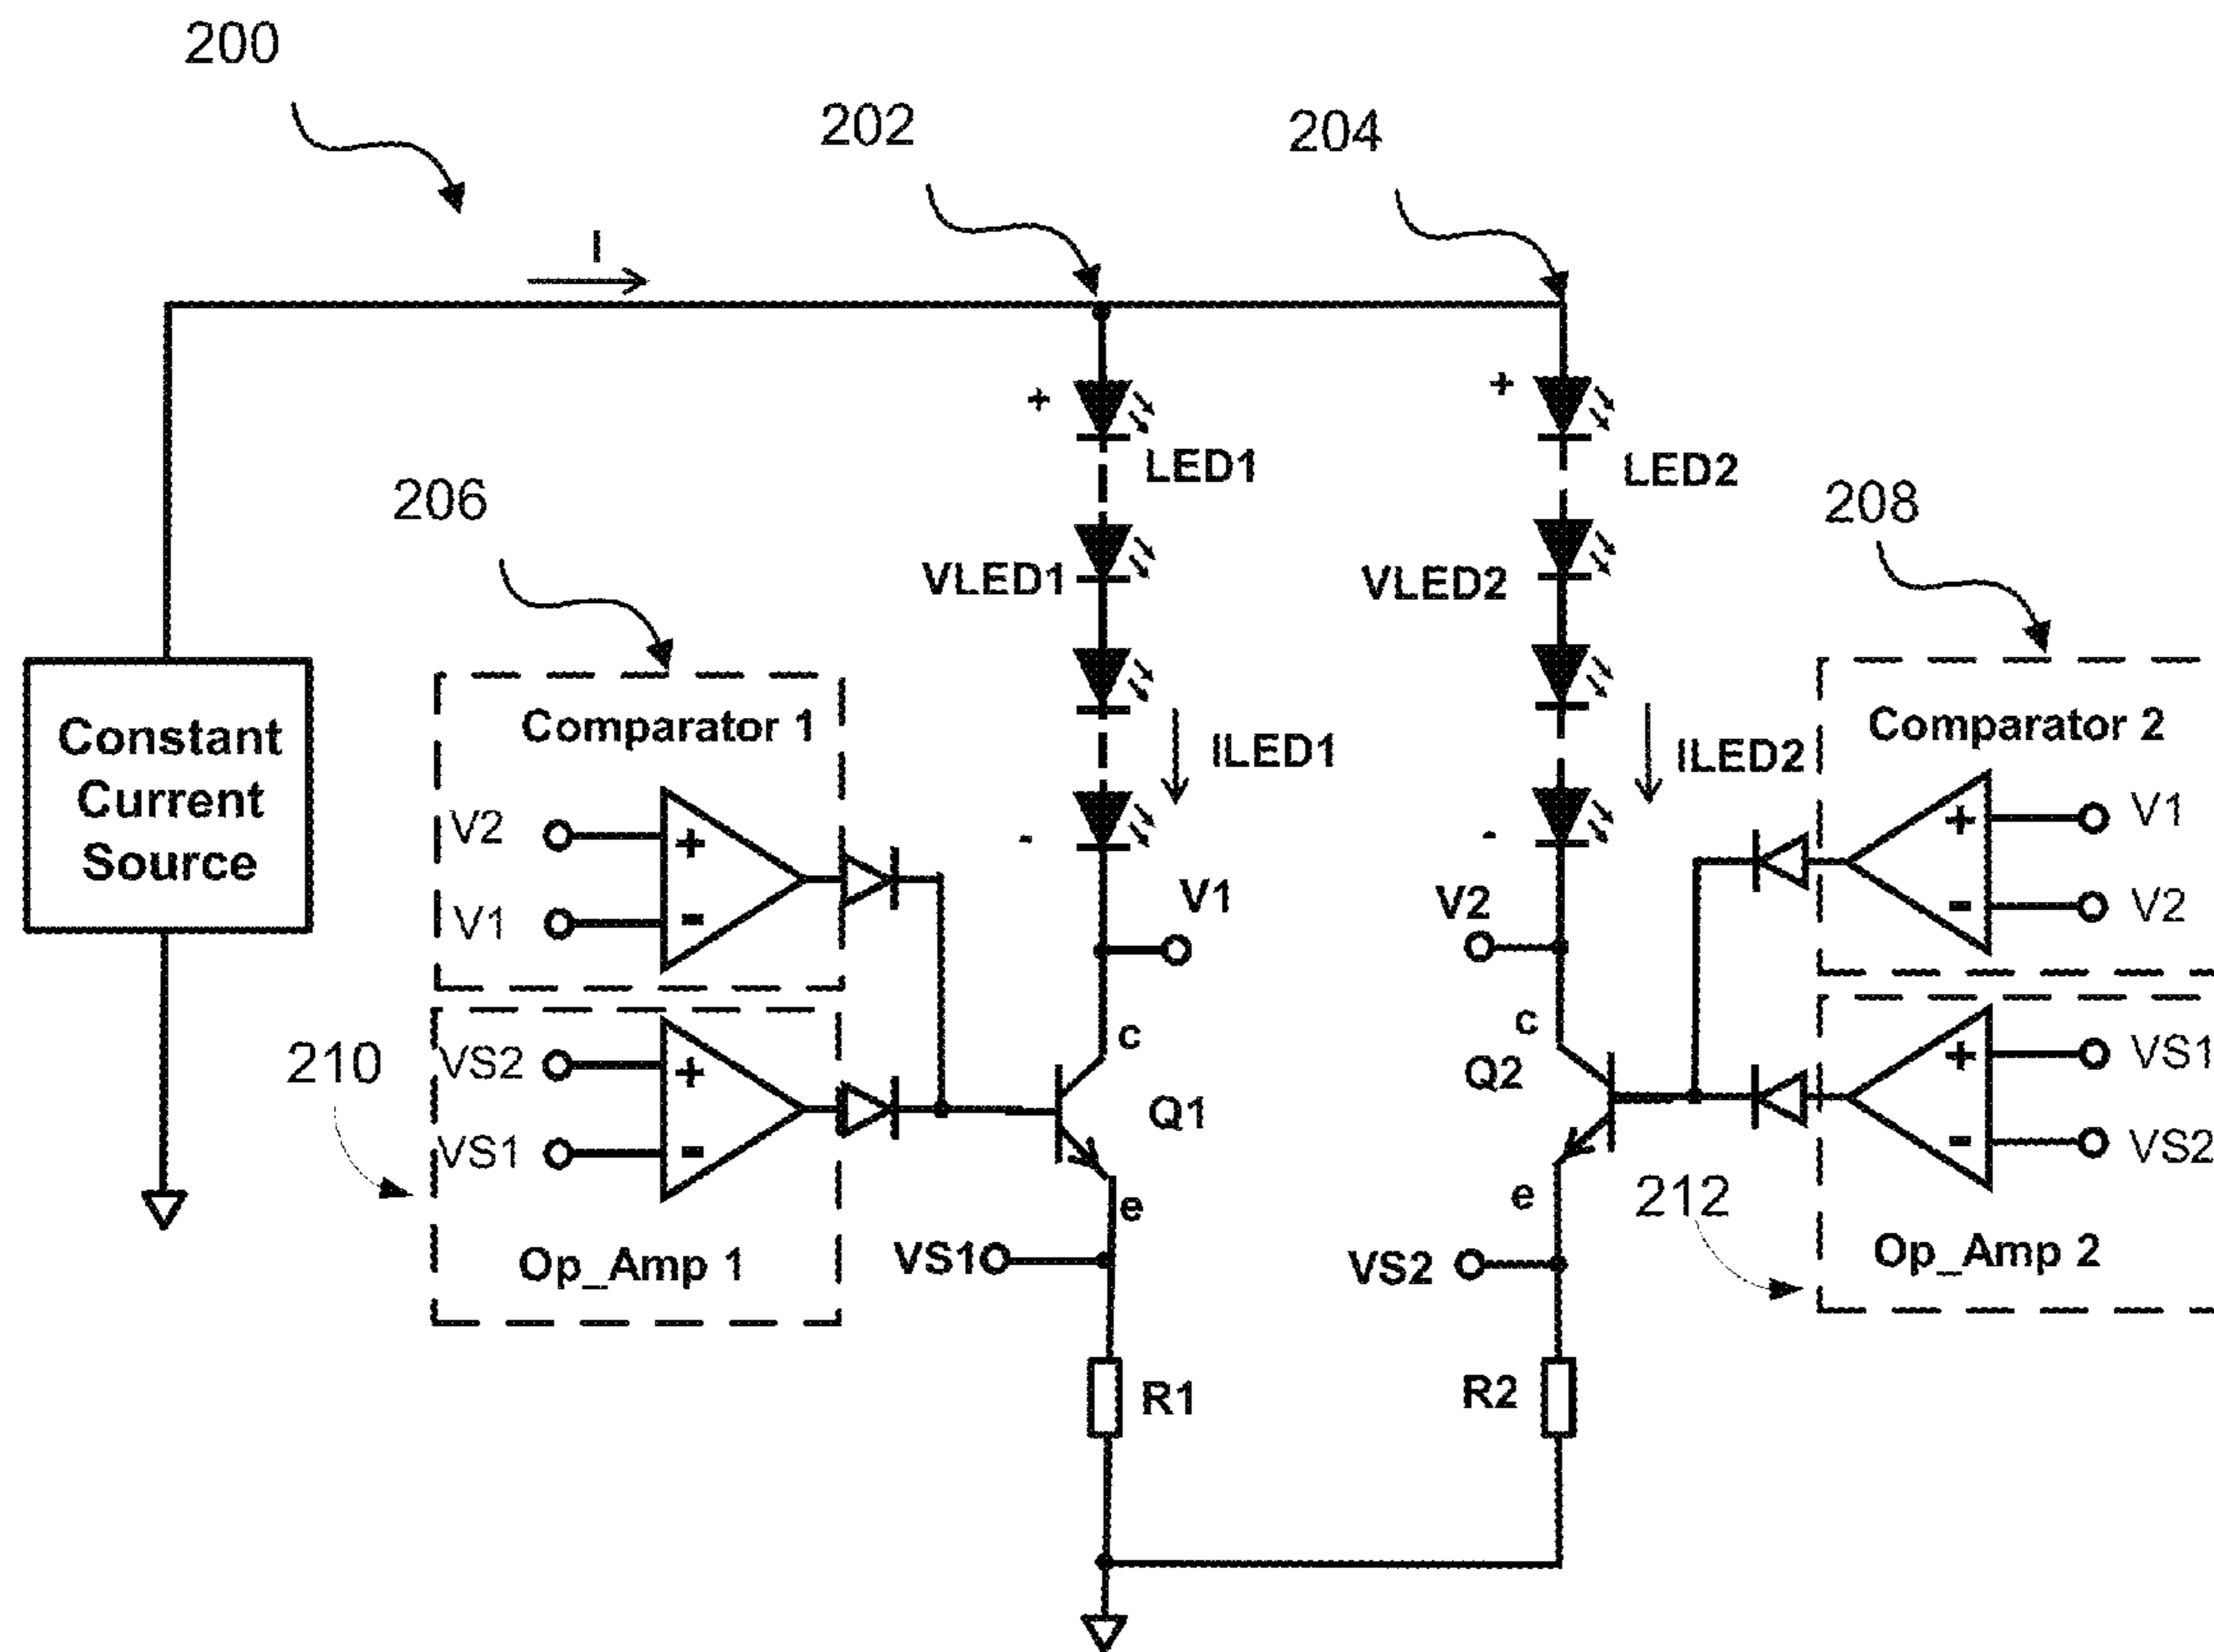 200
202
204
I
+
+
LED1
LED2
206
208
VLED1
VLED2
Constant
Current
Source
Comparator 1
Comparator 2
ILED1
ILED2
V2
+
V1
-
-
-
+
V1
-
V2
V1
V2
210
VS2
+
VS1
-
c
c
Q1
Q2
+
VS1
-
VS2
e
e
212
Op_Amp 1
VS1
VS2
Op_Amp 2
R1
R2